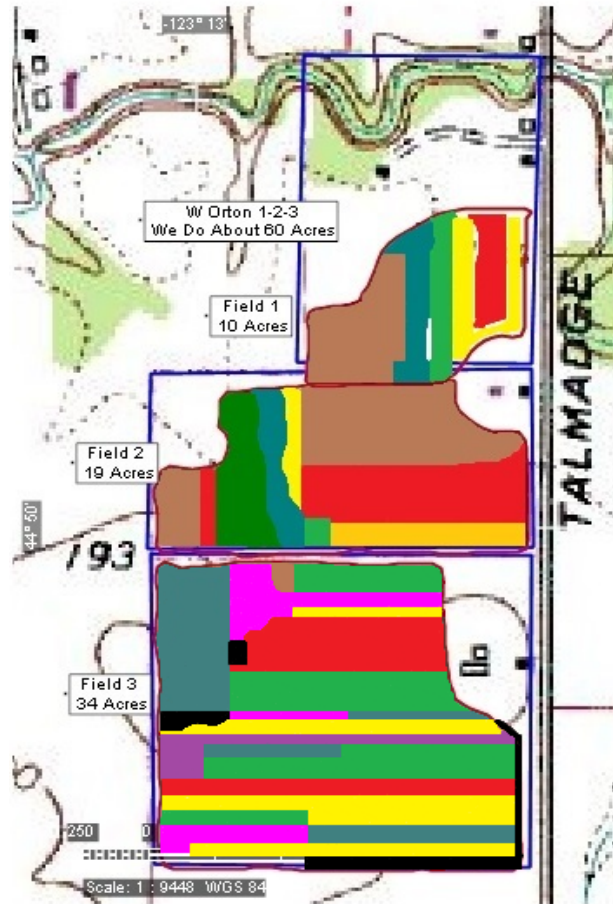 -123° 13'
W Orton 1-2-3
We Do About 60 Acres
Field 1
10 Acres
TALMADGE
Field 2
19 Acres
44° 50'
193
Field 3
34 Acres
-250 0 250
Scale: 1 : 9448 WGS 84